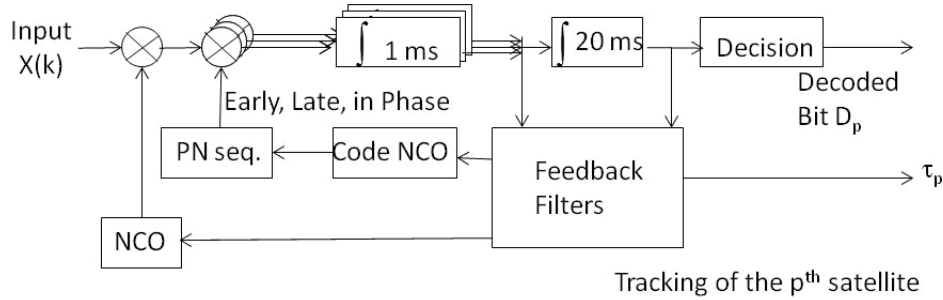 Input
X(k)
∫ 1 ms
∫ 20 ms
Decision
Decoded
Bit Dp
Early, Late, in Phase
PN seq.
Code NCO
Feedback
Filters
τp
NCO
Tracking of the pth satellite